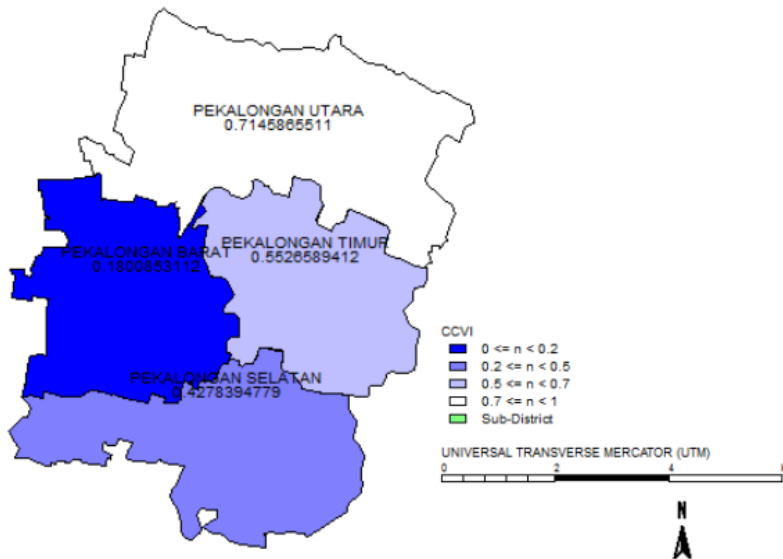 PEKALONGAN UTARA
0.7145865511
PEKALONGAN BARAT
0.1800853112
PEKALONGAN TIMUR
0.5526589412
PEKALONGAN SELATAN
0.4278394779
CCVI
0 <= n < 0.2
0.2 <= n < 0.5
0.5 <= n < 0.7
0.7 <= n < 1
Sub-District
UNIVERSAL TRANSVERSE MERCATOR (UTM)
0 2 4 6
N